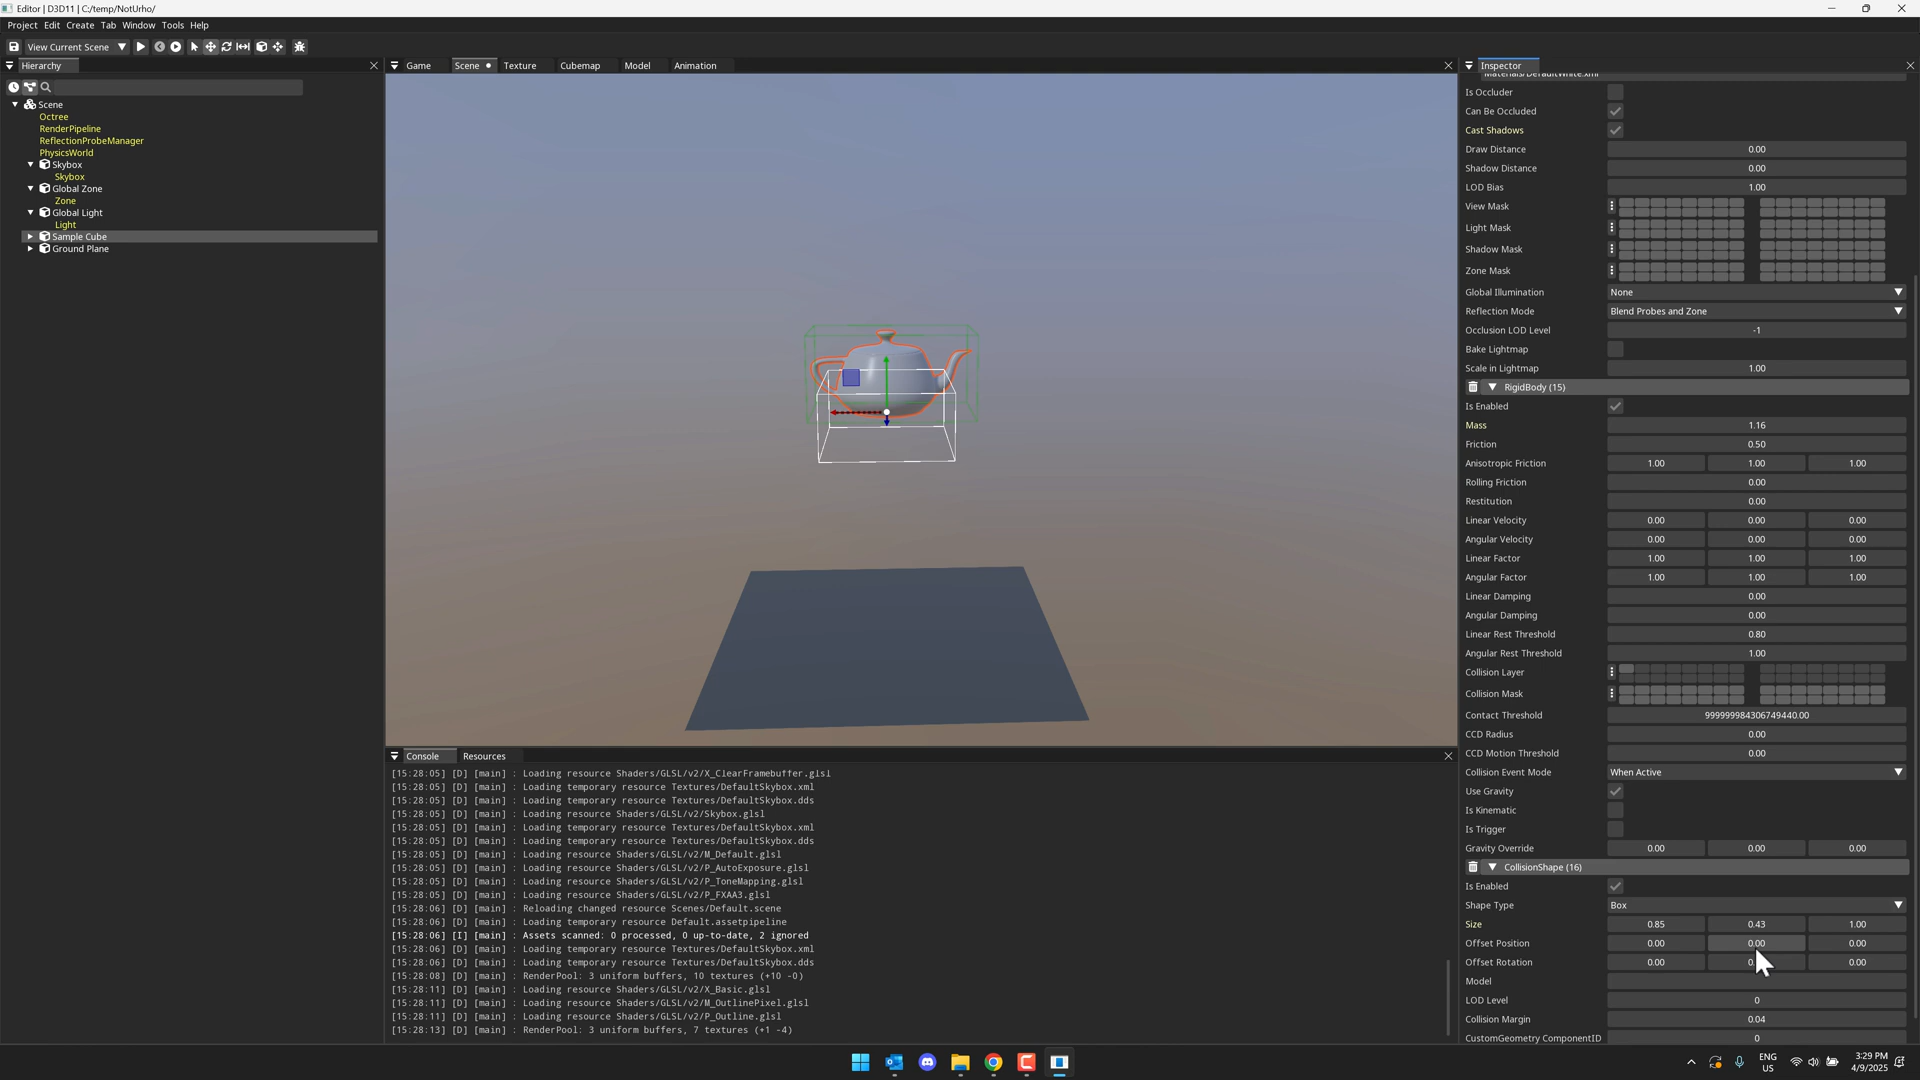 Editor | D3D11 | C:/temp/NotUrho/
Project Edit Create Tab Window Tools Help
View Current Scene
Hierarchy
Scene
Octree
RenderPipeline
ReflectionProbeManager
PhysicsWorld
Skybox
Skybox
Global Zone
Zone
Global Light
Light
Sample Cube
Ground Plane
Game Scene Texture Cubemap Model Animation
Console Resources
[15:28:05] [D] [main] : Loading resource Shaders/GLSL/v2/X_ClearFramebuffer.glsl
[15:28:05] [D] [main] : Loading temporary resource Textures/DefaultSkybox.xml
[15:28:05] [D] [main] : Loading temporary resource Textures/DefaultSkybox.dds
[15:28:05] [D] [main] : Loading resource Shaders/GLSL/v2/Skybox.glsl
[15:28:05] [D] [main] : Loading temporary resource Textures/DefaultSkybox.xml
[15:28:05] [D] [main] : Loading temporary resource Textures/DefaultSkybox.dds
[15:28:05] [D] [main] : Loading resource Shaders/GLSL/v2/M_Default.glsl
[15:28:05] [D] [main] : Loading resource Shaders/GLSL/v2/P_AutoExposure.glsl
[15:28:05] [D] [main] : Loading resource Shaders/GLSL/v2/P_ToneMapping.glsl
[15:28:05] [D] [main] : Loading resource Shaders/GLSL/v2/P_FXAA3.glsl
[15:28:06] [D] [main] : Reloading changed resource Scenes/Default.scene
[15:28:06] [D] [main] : Loading temporary resource Default.assetpipeline
[15:28:06] [I] [main] : Assets scanned: 0 processed, 0 up-to-date, 2 ignored
[15:28:06] [D] [main] : Loading temporary resource Textures/DefaultSkybox.xml
[15:28:06] [D] [main] : Loading temporary resource Textures/DefaultSkybox.dds
[15:28:08] [D] [main] : RenderPool: 3 uniform buffers, 10 textures (+10 -0)
[15:28:11] [D] [main] : Loading resource Shaders/GLSL/v2/X_Basic.glsl
[15:28:11] [D] [main] : Loading resource Shaders/GLSL/v2/M_OutlinePixel.glsl
[15:28:11] [D] [main] : Loading resource Shaders/GLSL/v2/P_Outline.glsl
[15:28:13] [D] [main] : RenderPool: 3 uniform buffers, 7 textures (+1 -4)
Inspector
Materials/DefaultWhite.xml
Is Occluder
Can Be Occluded
Cast Shadows
Draw Distance 0.00
Shadow Distance 0.00
LOD Bias 1.00
View Mask
Light Mask
Shadow Mask
Zone Mask
Global Illumination None
Reflection Mode Blend Probes and Zone
Occlusion LOD Level -1
Bake Lightmap
Scale in Lightmap 1.00
RigidBody (15)
Is Enabled
Mass 1.16
Friction 0.50
Anisotropic Friction 1.00 1.00 1.00
Rolling Friction 0.00
Restitution 0.00
Linear Velocity 0.00 0.00 0.00
Angular Velocity 0.00 0.00 0.00
Linear Factor 1.00 1.00 1.00
Angular Factor 1.00 1.00 1.00
Linear Damping 0.00
Angular Damping 0.00
Linear Rest Threshold 0.80
Angular Rest Threshold 1.00
Collision Layer
Collision Mask
Contact Threshold 999999984306749440.00
CCD Radius 0.00
CCD Motion Threshold 0.00
Collision Event Mode When Active
Use Gravity
Is Kinematic
Is Trigger
Gravity Override 0.00 0.00 0.00
CollisionShape (16)
Is Enabled
Shape Type Box
Size 0.85 0.43 1.00
Offset Position 0.00 0.00 0.00
Offset Rotation 0.00 0.00
Model
LOD Level 0
Collision Margin 0.04
CustomGeometry ComponentID 0
ENG
US
3:29 PM
4/9/2025